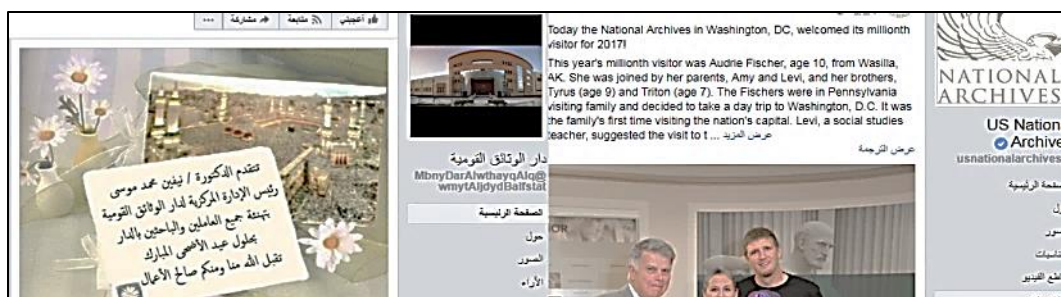 أعجبني متابعة مشاركة ...
تتقدم الدكتورة / نيفين محمد موسى
رئيس الإدارة المركزية لدار الوثائق القومية
بتهنئة جميع العاملين والباحثين بالدار
بحلول عيد الأضحى المبارك
تقبل الله منا ومنكم صالح الأعمال
دار الوثائق القومية
MbnyDarAlwthayqAlq@
wmytAljdydBalfstat
الصفحة الرئيسية
حول
الصور
الآراء
Today the National Archives in Washington, DC, welcomed its millionth
visitor for 2017!
This year's millionth visitor was Audrie Fischer, age 10, from Wasilla,
AK. She was joined by her parents, Amy and Levi, and her brothers,
Tyrus (age 9) and Triton (age 7). The Fischers were in Pennsylvania
visiting family and decided to take a day trip to Washington, D.C. It was
the family's first time visiting the nation's capital. Levi, a social studies
teacher, suggested the visit to t ... عرض المزيد
عرض الترجمة
NATIONAL
ARCHIVES
US Nation
Archive
usnationalarchives
الرئيسية